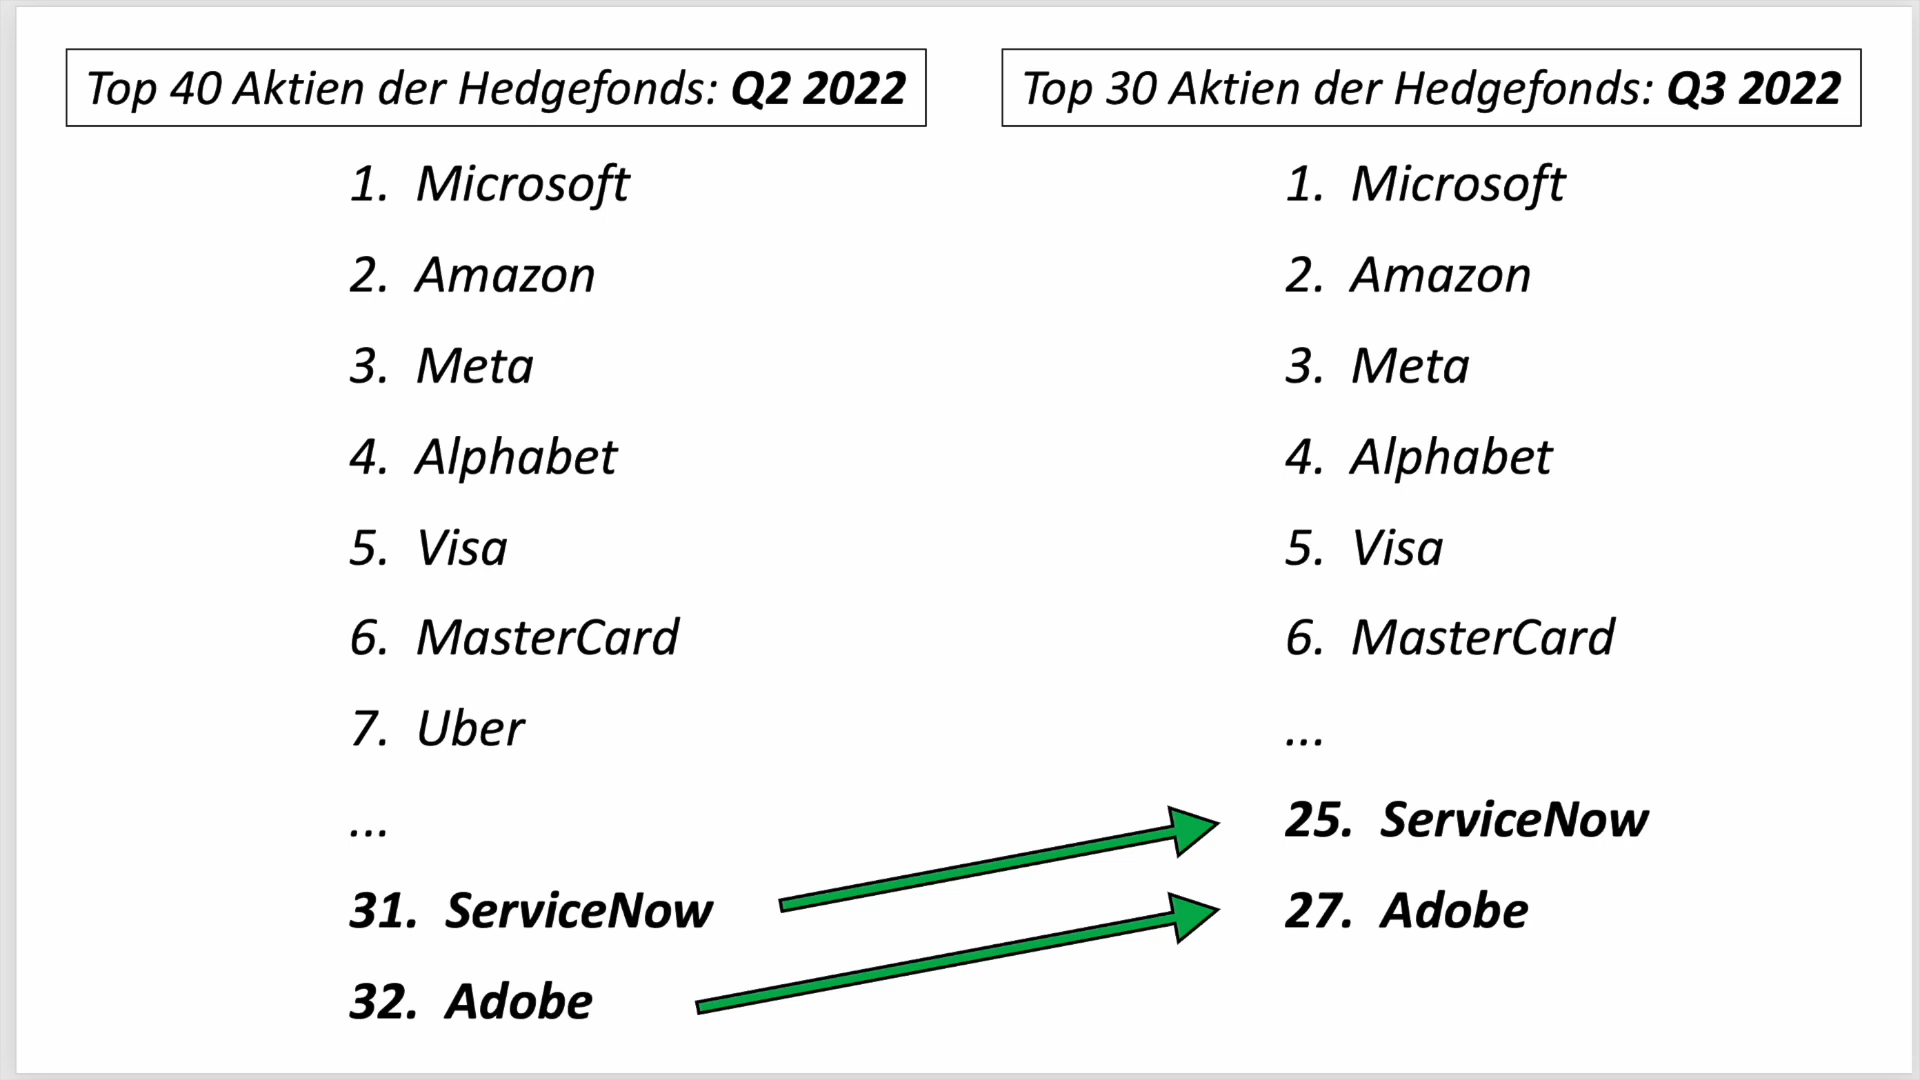 Top 40 Aktien der Hedgefonds: Q2 2022
1. Microsoft
2. Amazon
3. Meta
4. Alphabet
5. Visa
6. MasterCard
7. Uber
...
31. ServiceNow
32. Adobe
Top 30 Aktien der Hedgefonds: Q3 2022
1. Microsoft
2. Amazon
3. Meta
4. Alphabet
5. Visa
6. MasterCard
...
25. ServiceNow
27. Adobe